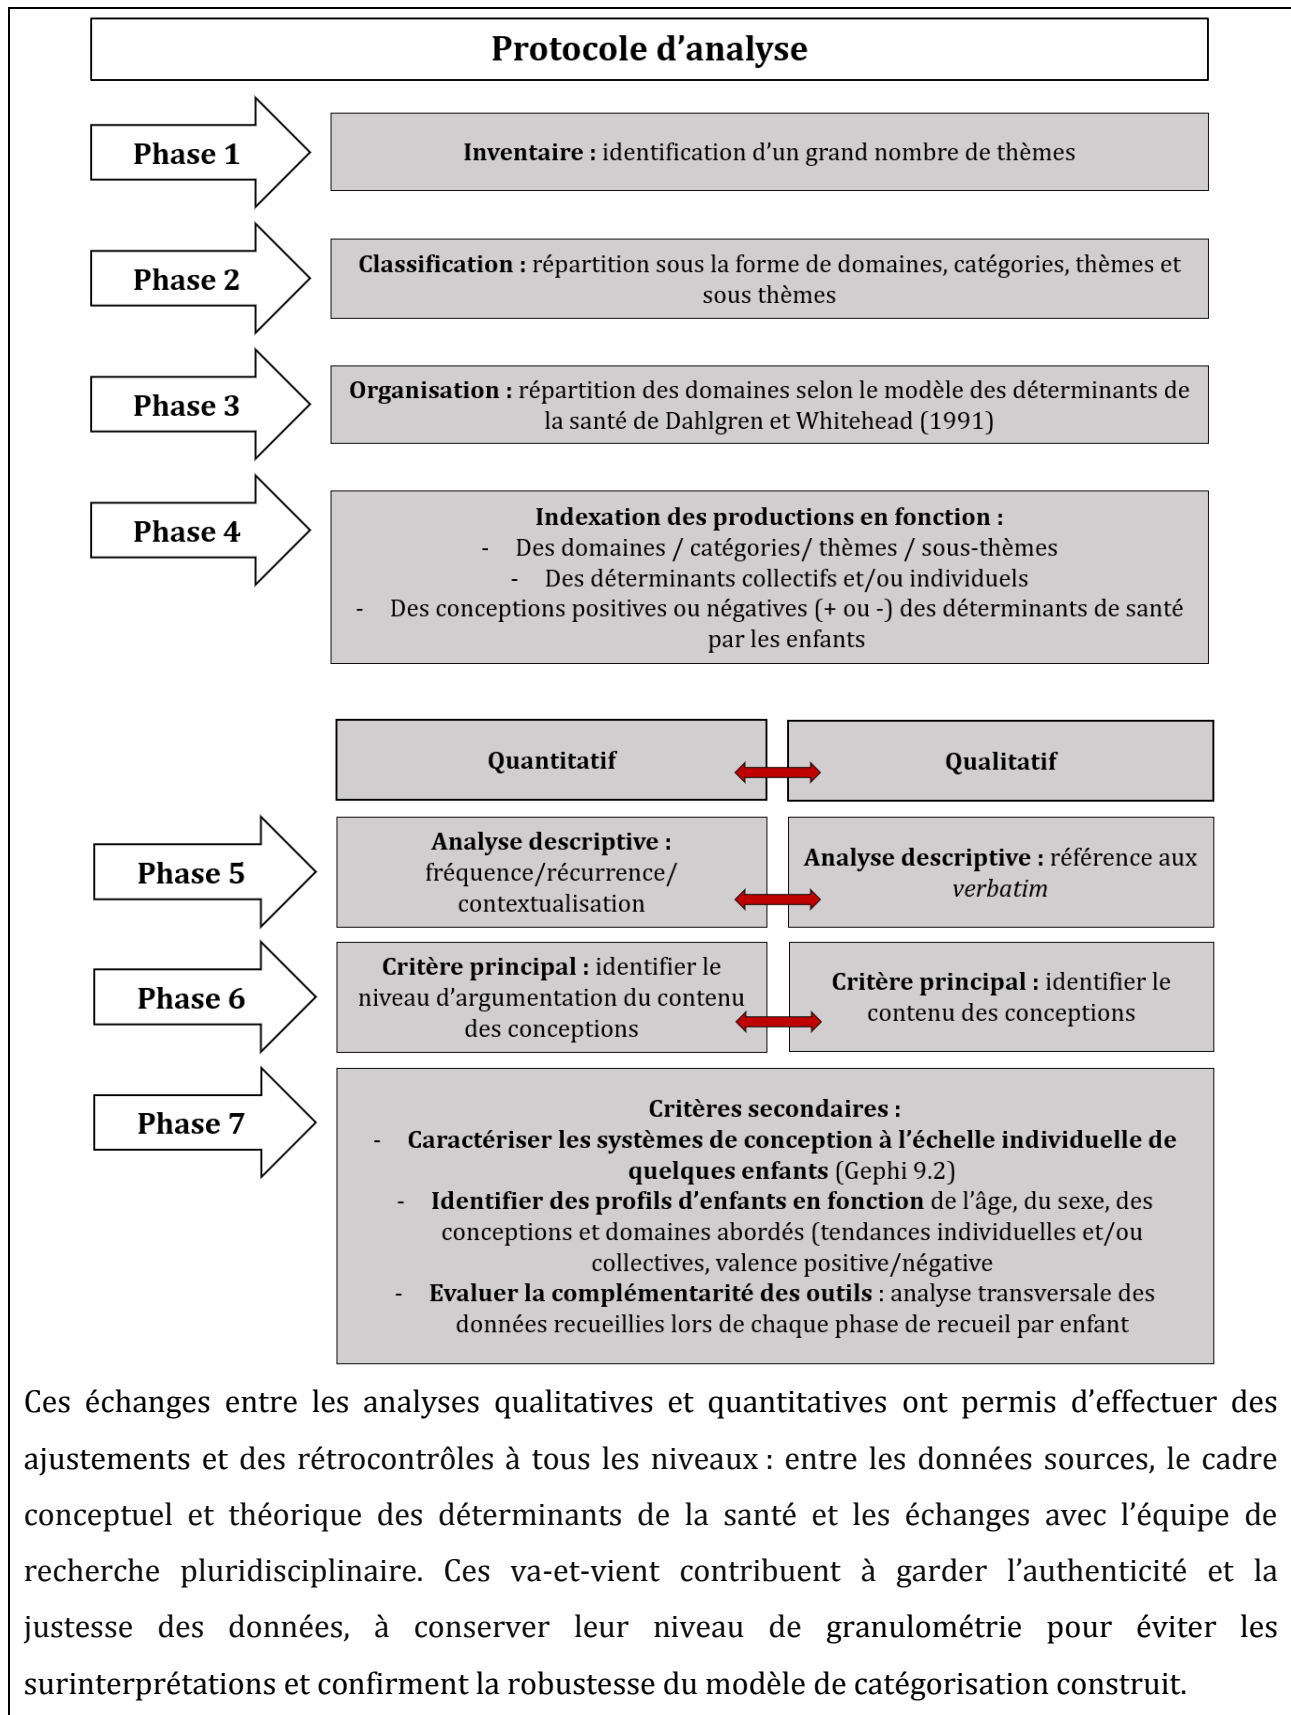 Protocole d’analyse
Phase 1
Inventaire : identification d’un grand nombre de thèmes
Phase 2
Classification : répartition sous la forme de domaines, catégories, thèmes et
sous thèmes
Phase 3
Organisation : répartition des domaines selon le modèle des déterminants de
la santé de Dahlgren et Whitehead (1991)
Phase 4
Indexation des productions en fonction :
- Des domaines / catégories/ thèmes / sous-thèmes
- Des déterminants collectifs et/ou individuels
- Des conceptions positives ou négatives (+ ou -) des déterminants de santé
par les enfants
Quantitatif
Qualitatif
Phase 5
Analyse descriptive :
fréquence/récurrence/
contextualisation
Analyse descriptive : référence aux
verbatim
Phase 6
Critère principal : identifier le
niveau d’argumentation du contenu
des conceptions
Critère principal : identifier le
contenu des conceptions
Phase 7
Critères secondaires :
- Caractériser les systèmes de conception à l’échelle individuelle de
quelques enfants (Gephi 9.2)
- Identifier des profils d’enfants en fonction de l’âge, du sexe, des
conceptions et domaines abordés (tendances individuelles et/ou
collectives, valence positive/négative
- Evaluer la complémentarité des outils : analyse transversale des
données recueillies lors de chaque phase de recueil par enfant
Ces échanges entre les analyses qualitatives et quantitatives ont permis d’effectuer des
ajustements et des rétrocontrôles à tous les niveaux : entre les données sources, le cadre
conceptuel et théorique des déterminants de la santé et les échanges avec l’équipe de
recherche pluridisciplinaire. Ces va-et-vient contribuent à garder l’authenticité et la
justesse des données, à conserver leur niveau de granulométrie pour éviter les
surinterprétations et confirment la robustesse du modèle de catégorisation construit.